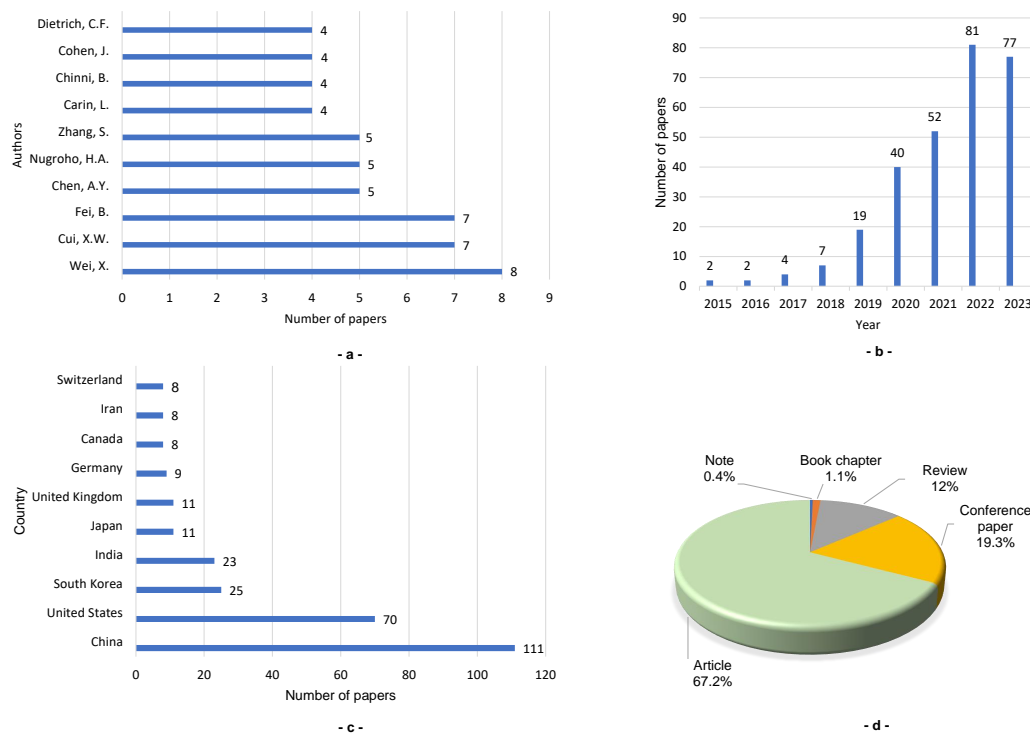 Authors
Dietrich, C.F.
4
Cohen, J.
4
Chinni, B.
4
Carin, L.
4
Zhang, S.
5
Nugroho, H.A.
5
Chen, A.Y.
5
Fei, B.
7
Cui, X.W.
7
Wei, X.
8
0 1 2 3 4 5 6 7 8 9
Number of papers
- a -
Number of papers
90
80
70
60
50
40
30
20
10
0
2 2 4 7 19 40 52 81 77
2015 2016 2017 2018 2019 2020 2021 2022 2023
Year
- b -
Country
Switzerland
8
Iran
8
Canada
8
Germany
9
United Kingdom
11
Japan
11
India
23
South Korea
25
United States
70
China
111
0 20 40 60 80 100 120
Number of papers
- c -
Note
0.4%
Book chapter
1.1%
Review
12%
Conference
paper
19.3%
Article
67.2%
- d -